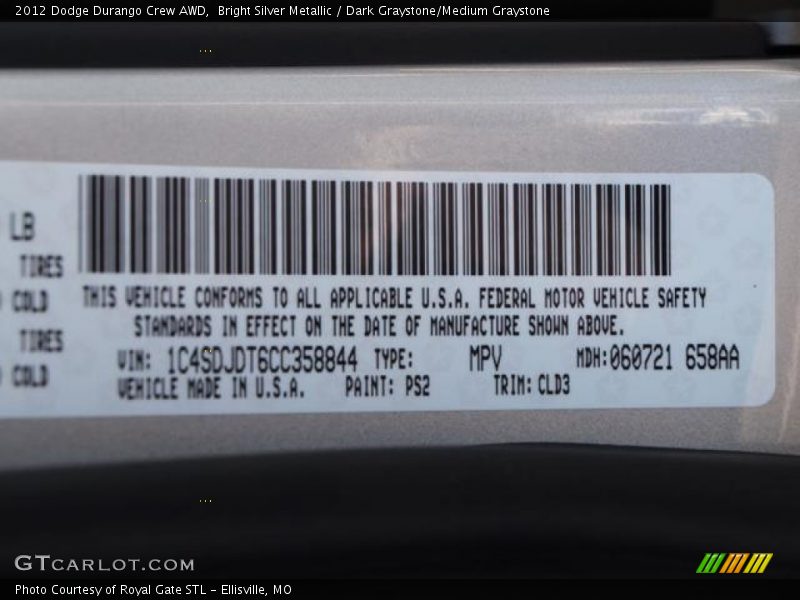 2012 Dodge Durango Crew AWD,  Bright Silver Metallic / Dark Graystone/Medium Graystone
LB
TIRES
COLD
TIRES
COLD
THIS VEHICLE CONFORMS TO ALL APPLICABLE U.S.A. FEDERAL MOTOR VEHICLE SAFETY
STANDARDS IN EFFECT ON THE DATE OF MANUFACTURE SHOWN ABOVE.
VIN: 1C4SDJDT6CC358844 TYPE: MPV MDH:060721 658AA
VEHICLE MADE IN U.S.A. PAINT: PS2 TRIM: CLD3
GTCARLOT.COM
Photo Courtesy of Royal Gate STL - Ellisville, MO